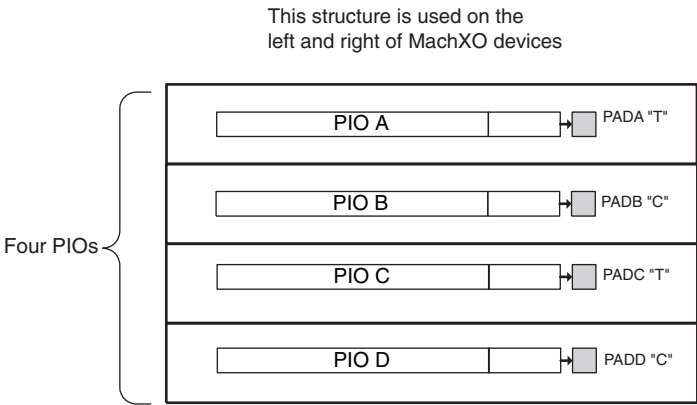 This structure is used on the
left and right of MachXO devices
PIO A
PADA "T"
PIO B
PADB "C"
Four PIOs
PIO C
PADC "T"
PIO D
PADD "C"